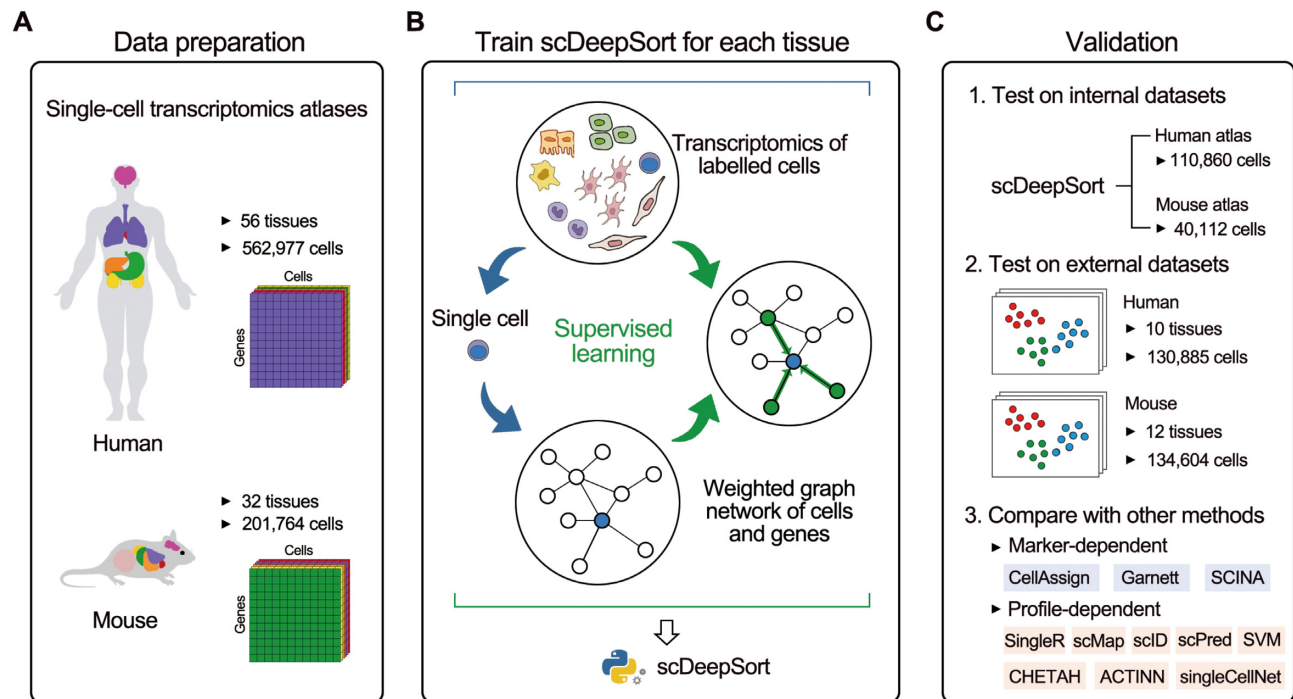 A
Data preparation
Single-cell transcriptomics atlases
► 56 tissues
► 562,977 cells
Cells
Genes
Human
► 32 tissues
► 201,764 cells
Cells
Genes
Mouse
B
Train scDeepSort for each tissue
Transcriptomics of
labelled cells
Single cell
Supervised
learning
Weighted graph
network of cells
and genes
scDeepSort
C
Validation
1. Test on internal datasets
scDeepSort
Human atlas
► 110,860 cells
Mouse atlas
► 40,112 cells
2. Test on external datasets
Human
► 10 tissues
► 130,885 cells
Mouse
► 12 tissues
► 134,604 cells
3. Compare with other methods
► Marker-dependent
CellAssign Garnett SCINA
► Profile-dependent
SingleR scMap scID scPred SVM
CHETAH ACTINN singleCellNet